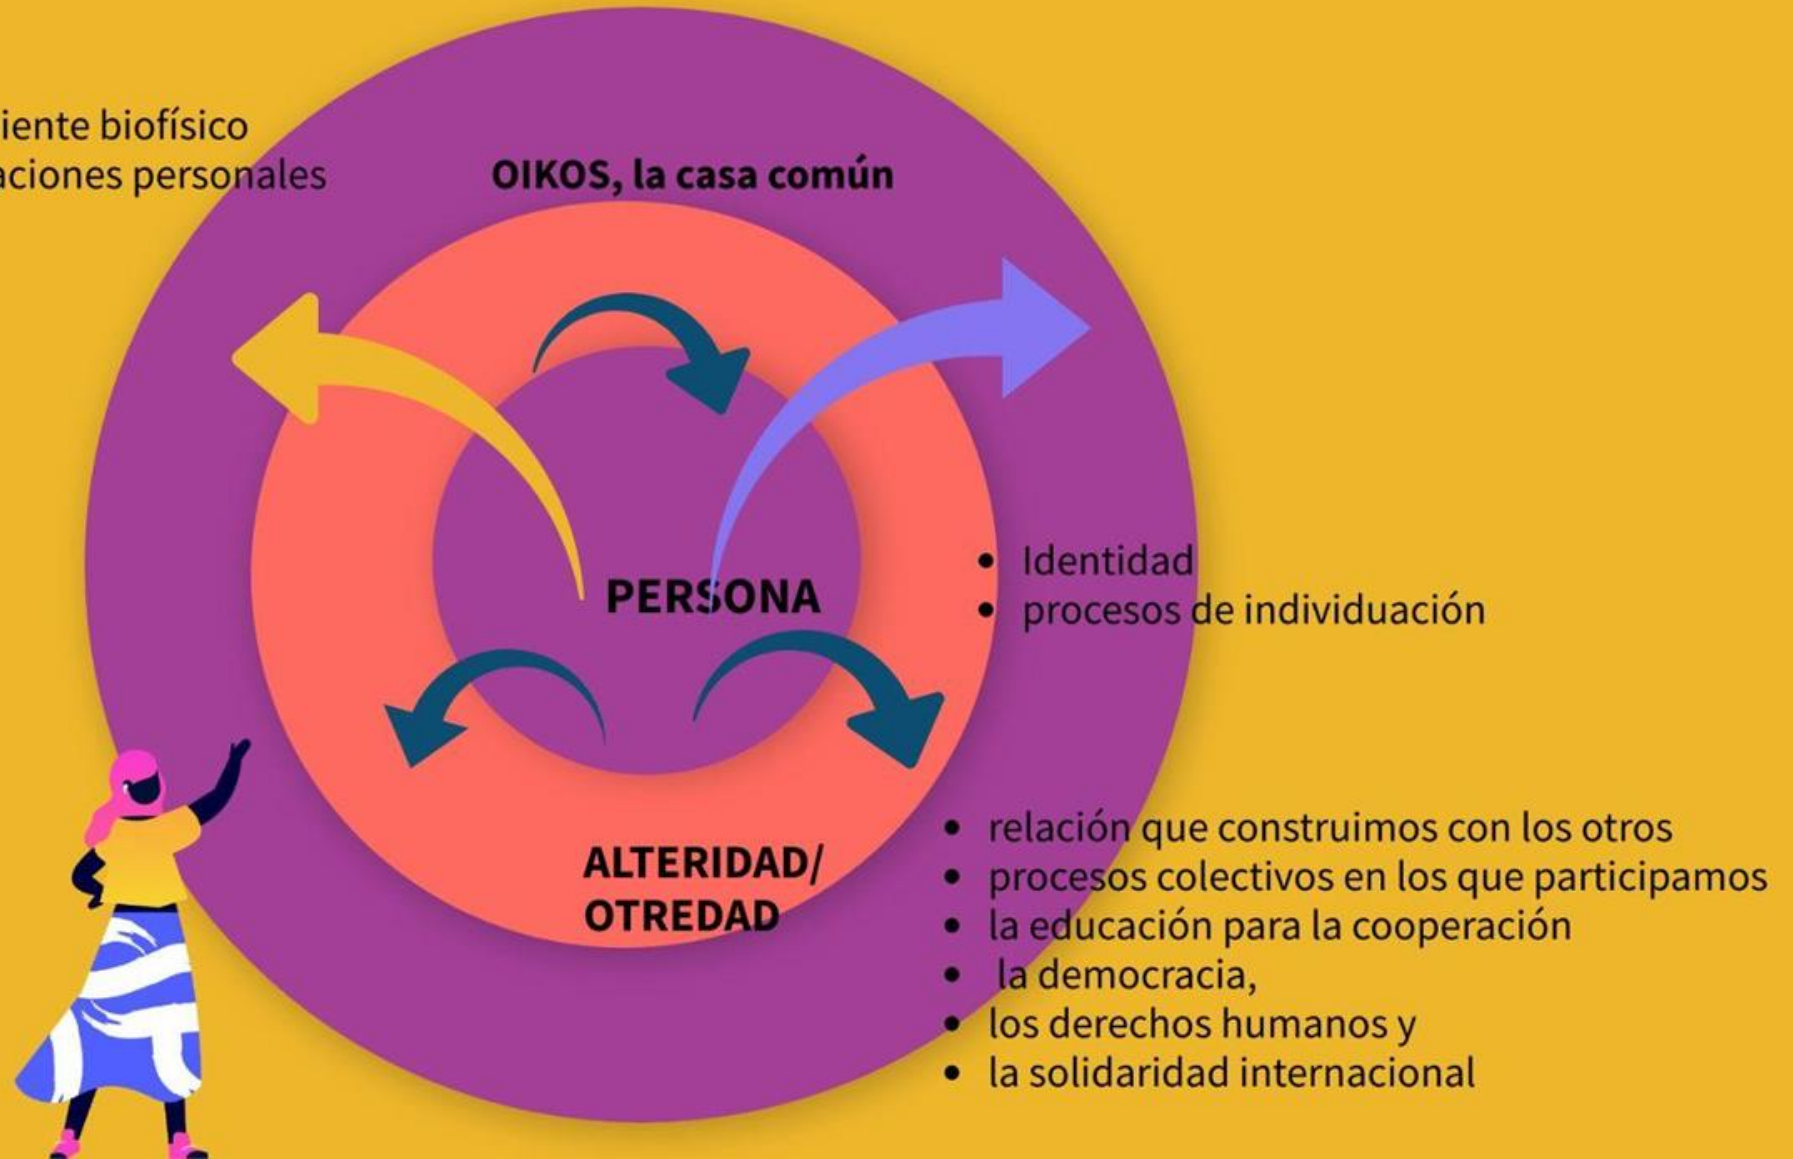 biofísico
personales
OIKOS, la casa común
PERSONA
• Identidad
• procesos de individuación
ALTERIDAD/
OTREDAD
• relación que construimos con los otros
• procesos colectivos en los que participamos
• la educación para la cooperación
• la democracia,
• los derechos humanos y
• la solidaridad internacional